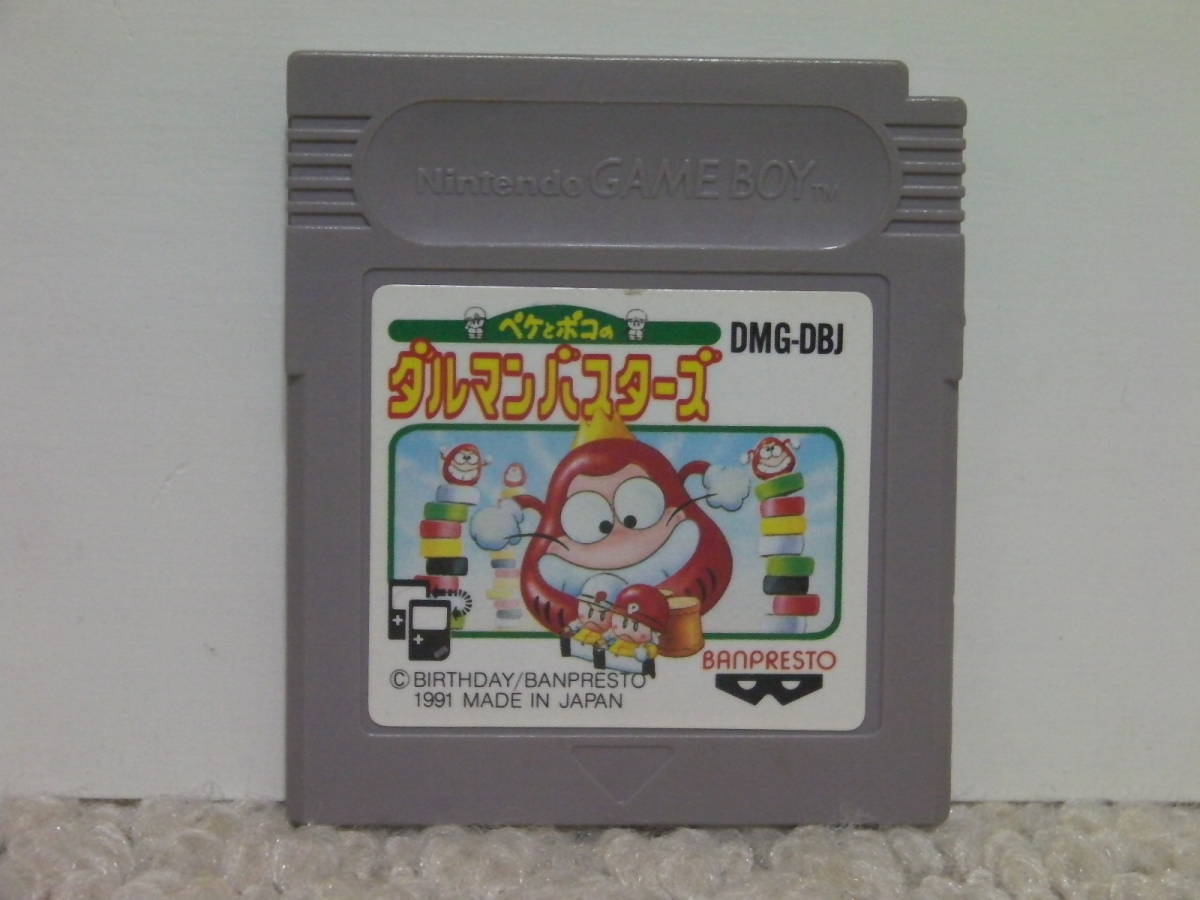 Nintendo GAME BOY TM
ペケとポコの
ダルマンバスターズ
DMG-DBJ
P
BANPRESTO
© BIRTHDAY/BANPRESTO
1991 MADE IN JAPAN